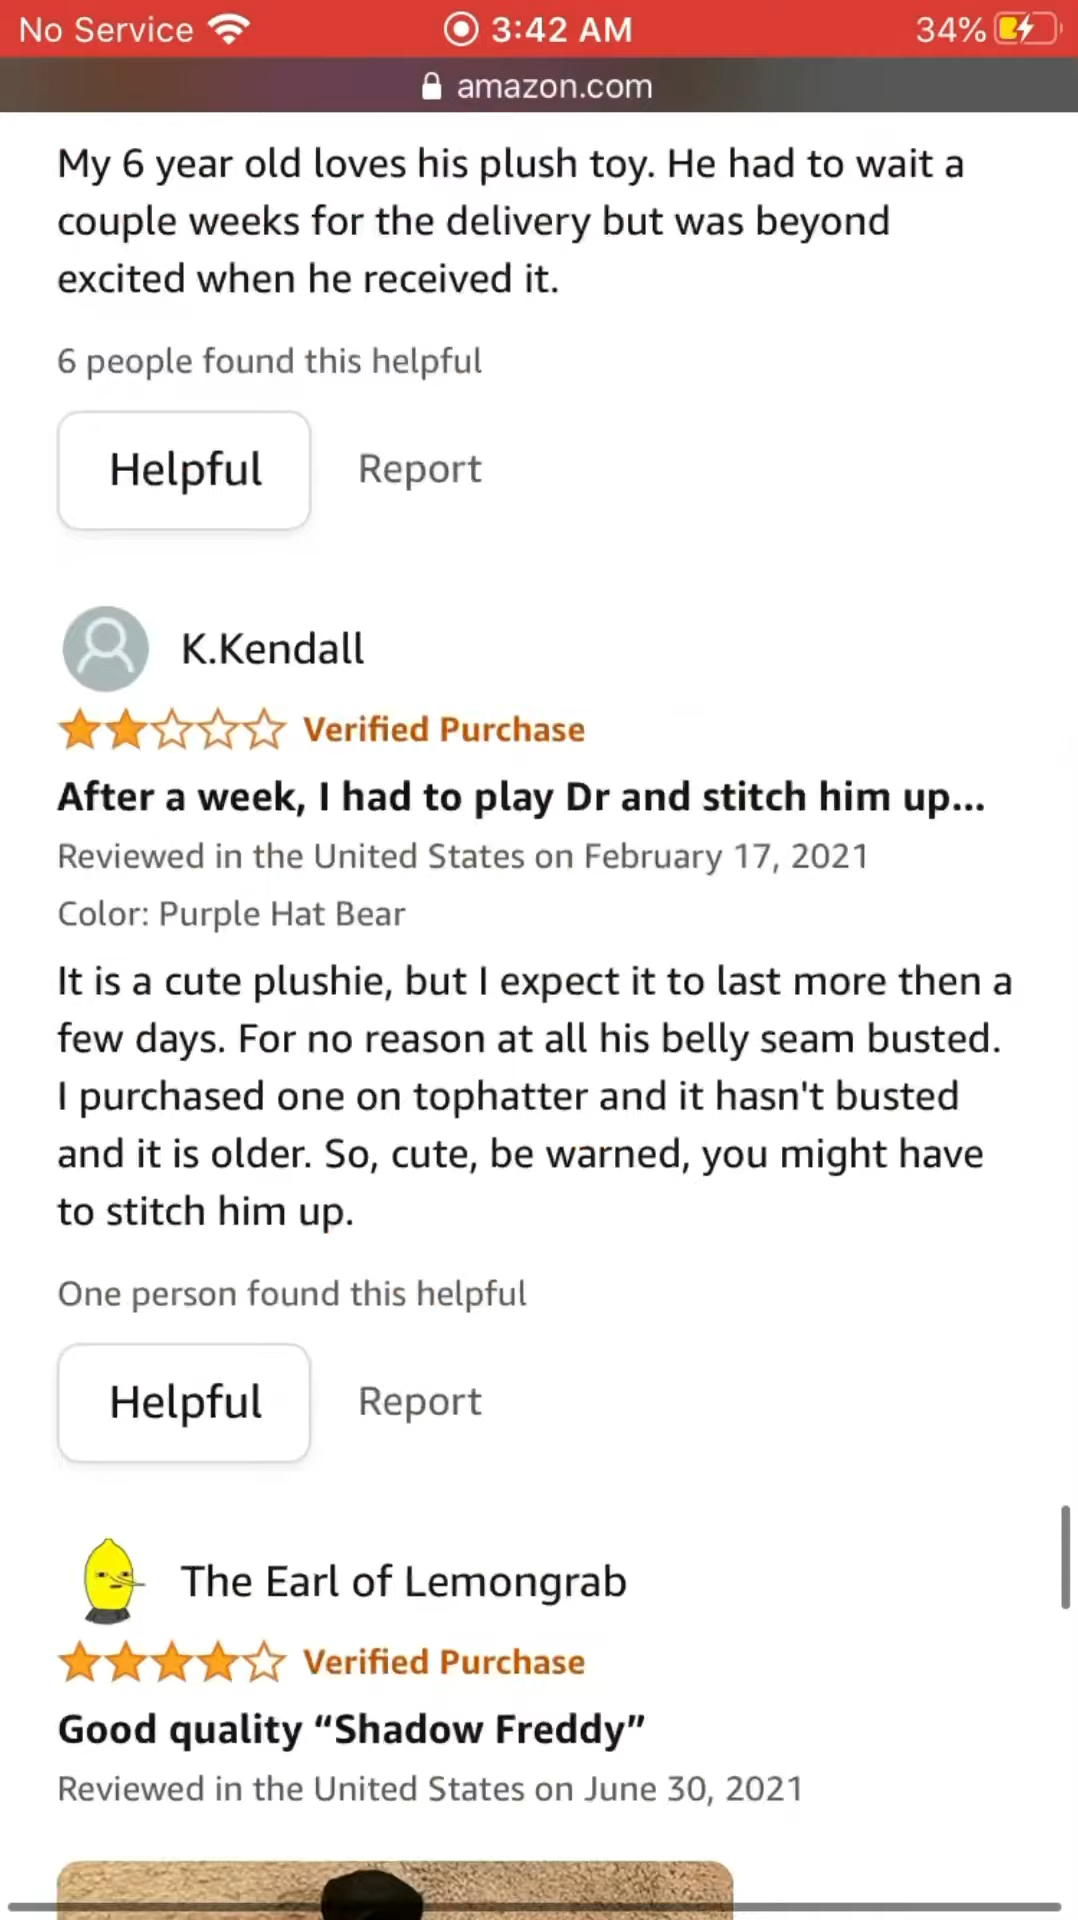 No Service 3:42 AM 34%
amazon.com
My 6 year old loves his plush toy. He had to wait a
couple weeks for the delivery but was beyond
excited when he received it.
6 people found this helpful
Helpful Report
K.Kendall
Verified Purchase
After a week, I had to play Dr and stitch him up...
Reviewed in the United States on February 17, 2021
Color: Purple Hat Bear
It is a cute plushie, but I expect it to last more then a
few days. For no reason at all his belly seam busted.
I purchased one on tophatter and it hasn't busted
and it is older. So, cute, be warned, you might have
to stitch him up.
One person found this helpful
Helpful Report
The Earl of Lemongrab
Verified Purchase
Good quality “Shadow Freddy”
Reviewed in the United States on June 30, 2021